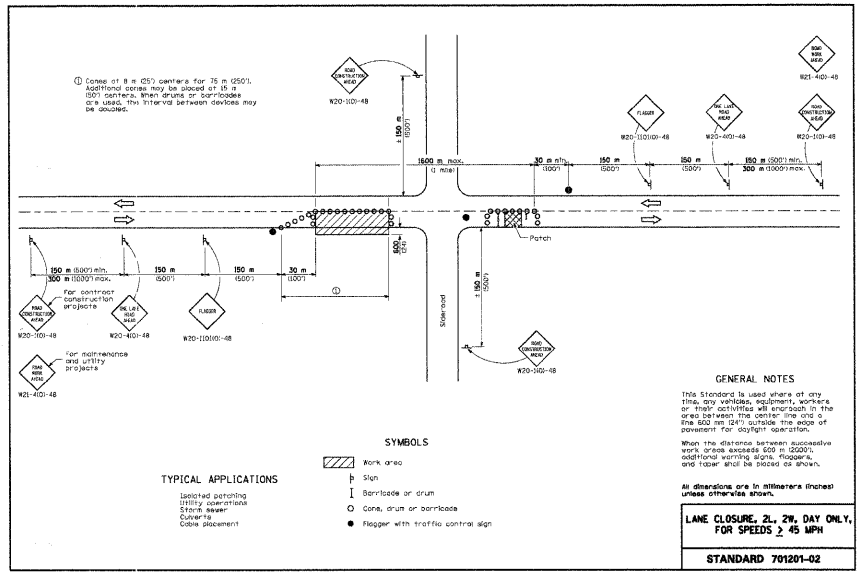 ① Cones at 8 m (25') centers for 75 m (250').
Additional cones may be placed at 15 m
(50') centers. When drums or barricades
are used, the interval between devices may
be doubled.
ROAD
CONSTRUCTION
AHEAD
W20-1(O)-48
± 150 m
(500')
ROAD
WORK
AHEAD
W21-4(O)-48
FLAGGER
W20-1101(O)-48
ONE LANE
ROAD
AHEAD
W20-4(O)-48
ROAD
CONSTRUCTION
AHEAD
W20-1(O)-48
1600 m max.
(1 mile)
30 m min.
(100')
150 m
(500')
150 m
(500')
150 m (500') min.
300 m (1000') max.
Patch
600
(24)
150 m (500') min.
300 m (1000') max.
150 m
(500')
150 m
(500')
30 m
(100')
①
± 150 m
(500')
Sideroad
For contract
construction
projects
ROAD
CONSTRUCTION
AHEAD
W20-1(O)-48
ONE LANE
ROAD
AHEAD
W20-4(O)-48
FLAGGER
W20-1101(O)-48
ROAD
CONSTRUCTION
AHEAD
W20-1(O)-48
For maintenance
and utility
projects
ROAD
WORK
AHEAD
W21-4(O)-48
TYPICAL APPLICATIONS
Isolated patching
Utility operations
Storm sewer
Culverts
Cable placement
SYMBOLS
Work area
Sign
Barricade or drum
Cone, drum or barricade
Flagger with traffic control sign
GENERAL NOTES
This Standard is used where at any
time, any vehicles, equipment, workers
or their activities will encroach in the
area between the center line and a
line 600 mm (24") outside the edge of
pavement for daylight operation.
When the distance between successive
work areas exceeds 600 m (2000'),
additional warning signs, flaggers,
and taper shall be placed as shown.
All dimensions are in millimeters (inches)
unless otherwise shown.
LANE CLOSURE, 2L, 2W, DAY ONLY,
FOR SPEEDS ≥ 45 MPH
STANDARD 701201-02